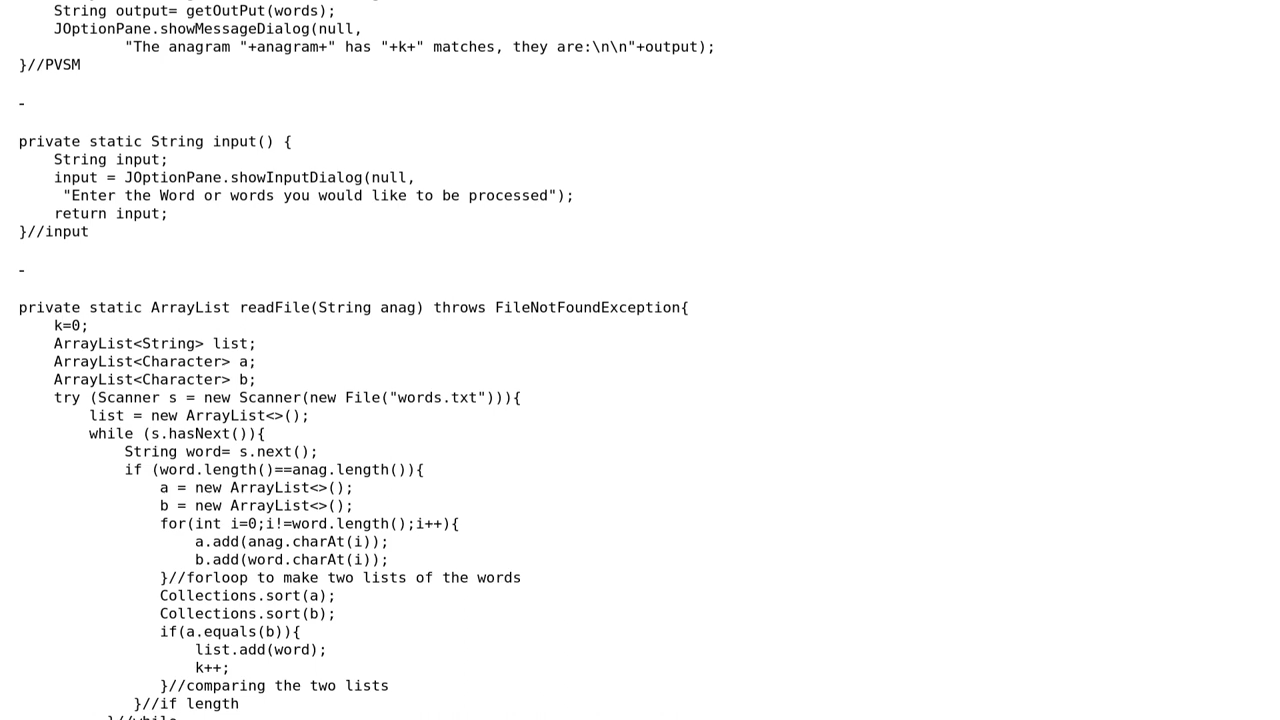 String output= getOutPut(words);
    JOptionPane.showMessageDialog(null,
            "The anagram "+anagram+" has "+k+" matches, they are:\n\n"+output);
}//PVSM
-
private static String input() {
    String input;
    input = JOptionPane.showInputDialog(null,
     "Enter the Word or words you would like to be processed");
    return input;
}//input
-
private static ArrayList readFile(String anag) throws FileNotFoundException{
    k=0;
    ArrayList<String> list;
    ArrayList<Character> a;
    ArrayList<Character> b;
    try (Scanner s = new Scanner(new File("words.txt"))){
        list = new ArrayList<>();
        while (s.hasNext()){
            String word= s.next();
            if (word.length()==anag.length()){
                a = new ArrayList<>();
                b = new ArrayList<>();
                for(int i=0;i!=word.length();i++){
                    a.add(anag.charAt(i));
                    b.add(word.charAt(i));
                }//forloop to make two lists of the words
                Collections.sort(a);
                Collections.sort(b);
                if(a.equals(b)){
                    list.add(word);
                    k++;
                }//comparing the two lists
             }//if length
          }//while